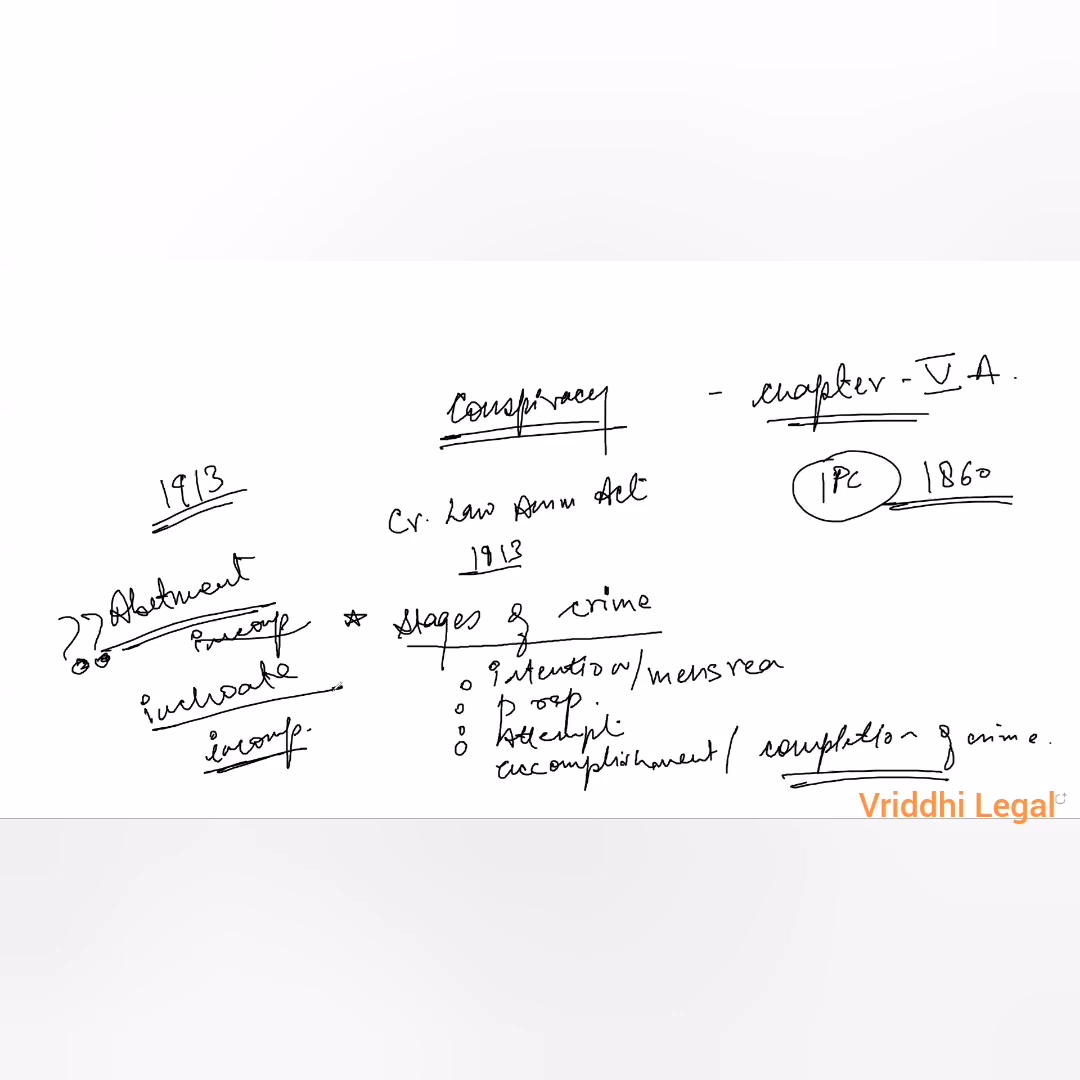 Conspiracy - chapter - V A.
1913
Cr. Law Amm Act
1913
IPC 1860
?? Abetment
incomp
inchoate
incomp.
* Stages of crime
o intention/mensrea
o prep.
o Attempt
o accomplishment/ completion of crime.
Vriddhi Legal